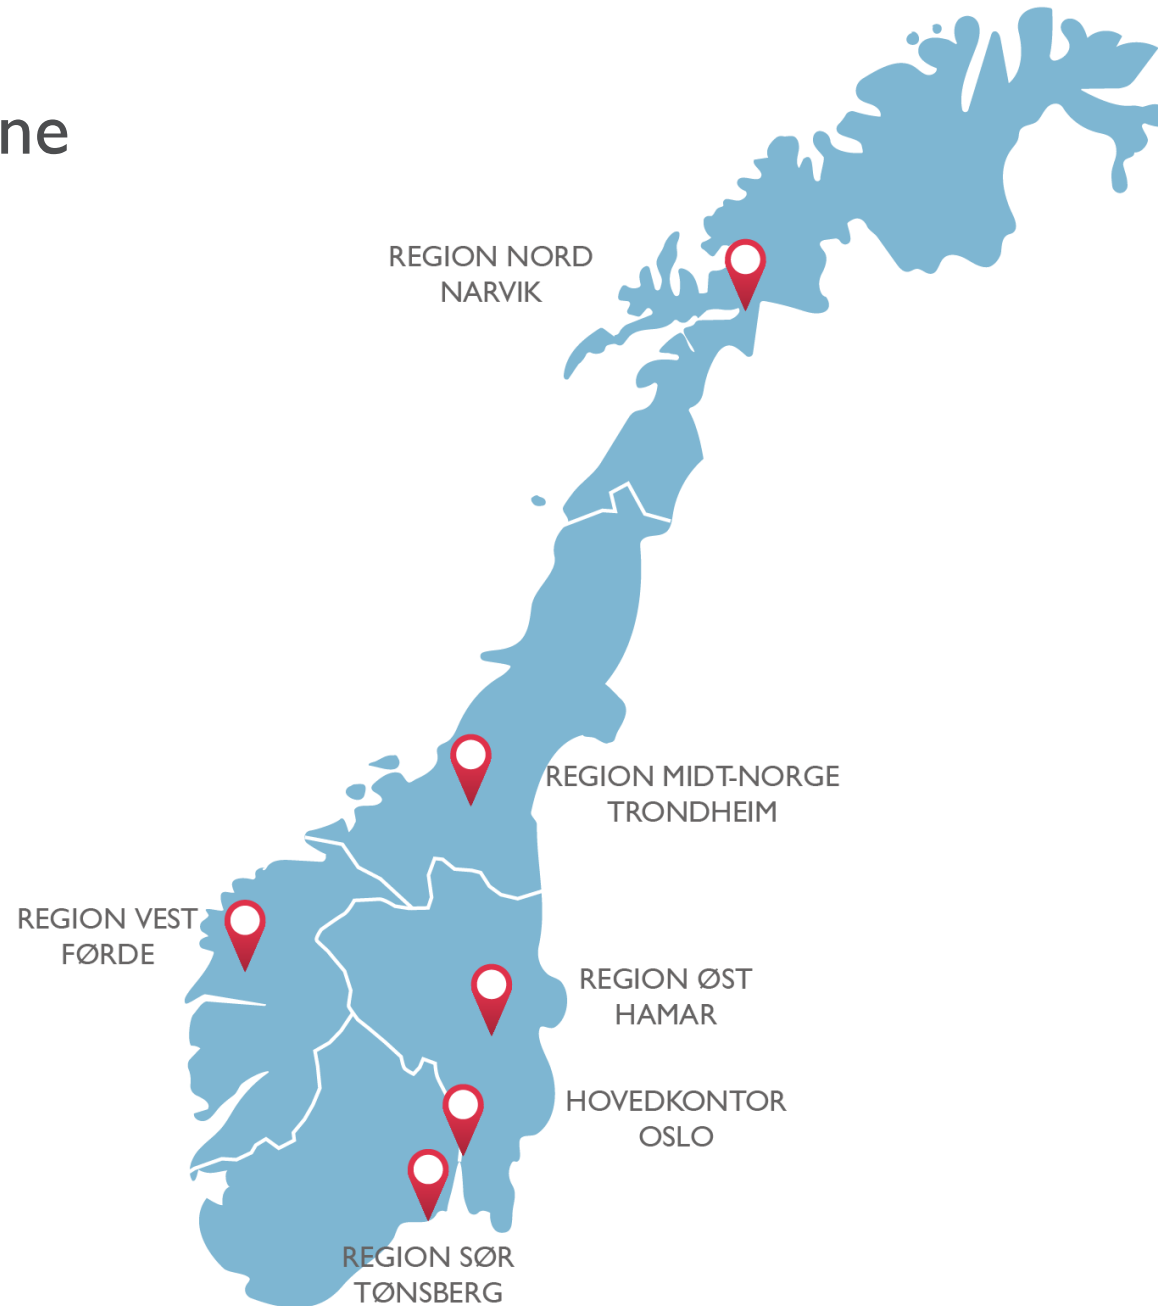 ne
REGION NORD
NARVIK
REGION MIDT-NORGE
TRONDHEIM
REGION VEST
FØRDE
REGION ØST
HAMAR
HOVEDKONTOR
OSLO
REGION SØR
TØNSBERG